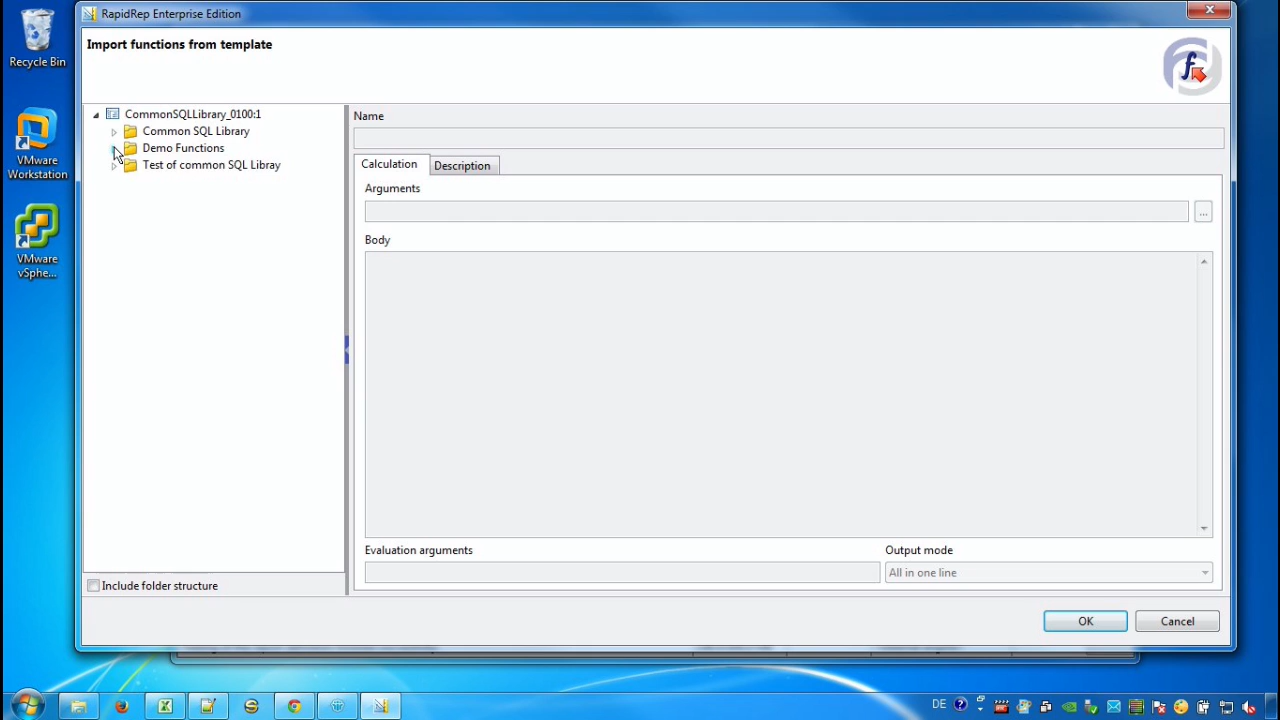 RapidRep Enterprise Edition
Import functions from template
Recycle Bin
VMware
Workstation
VMware
vSphe...
CommonSQLLibrary_0100:1
Common SQL Library
Demo Functions
Test of common SQL Libray
Include folder structure
Name
Calculation
Description
Arguments
...
Body
Evaluation arguments
Output mode
All in one line
OK
Cancel
DE